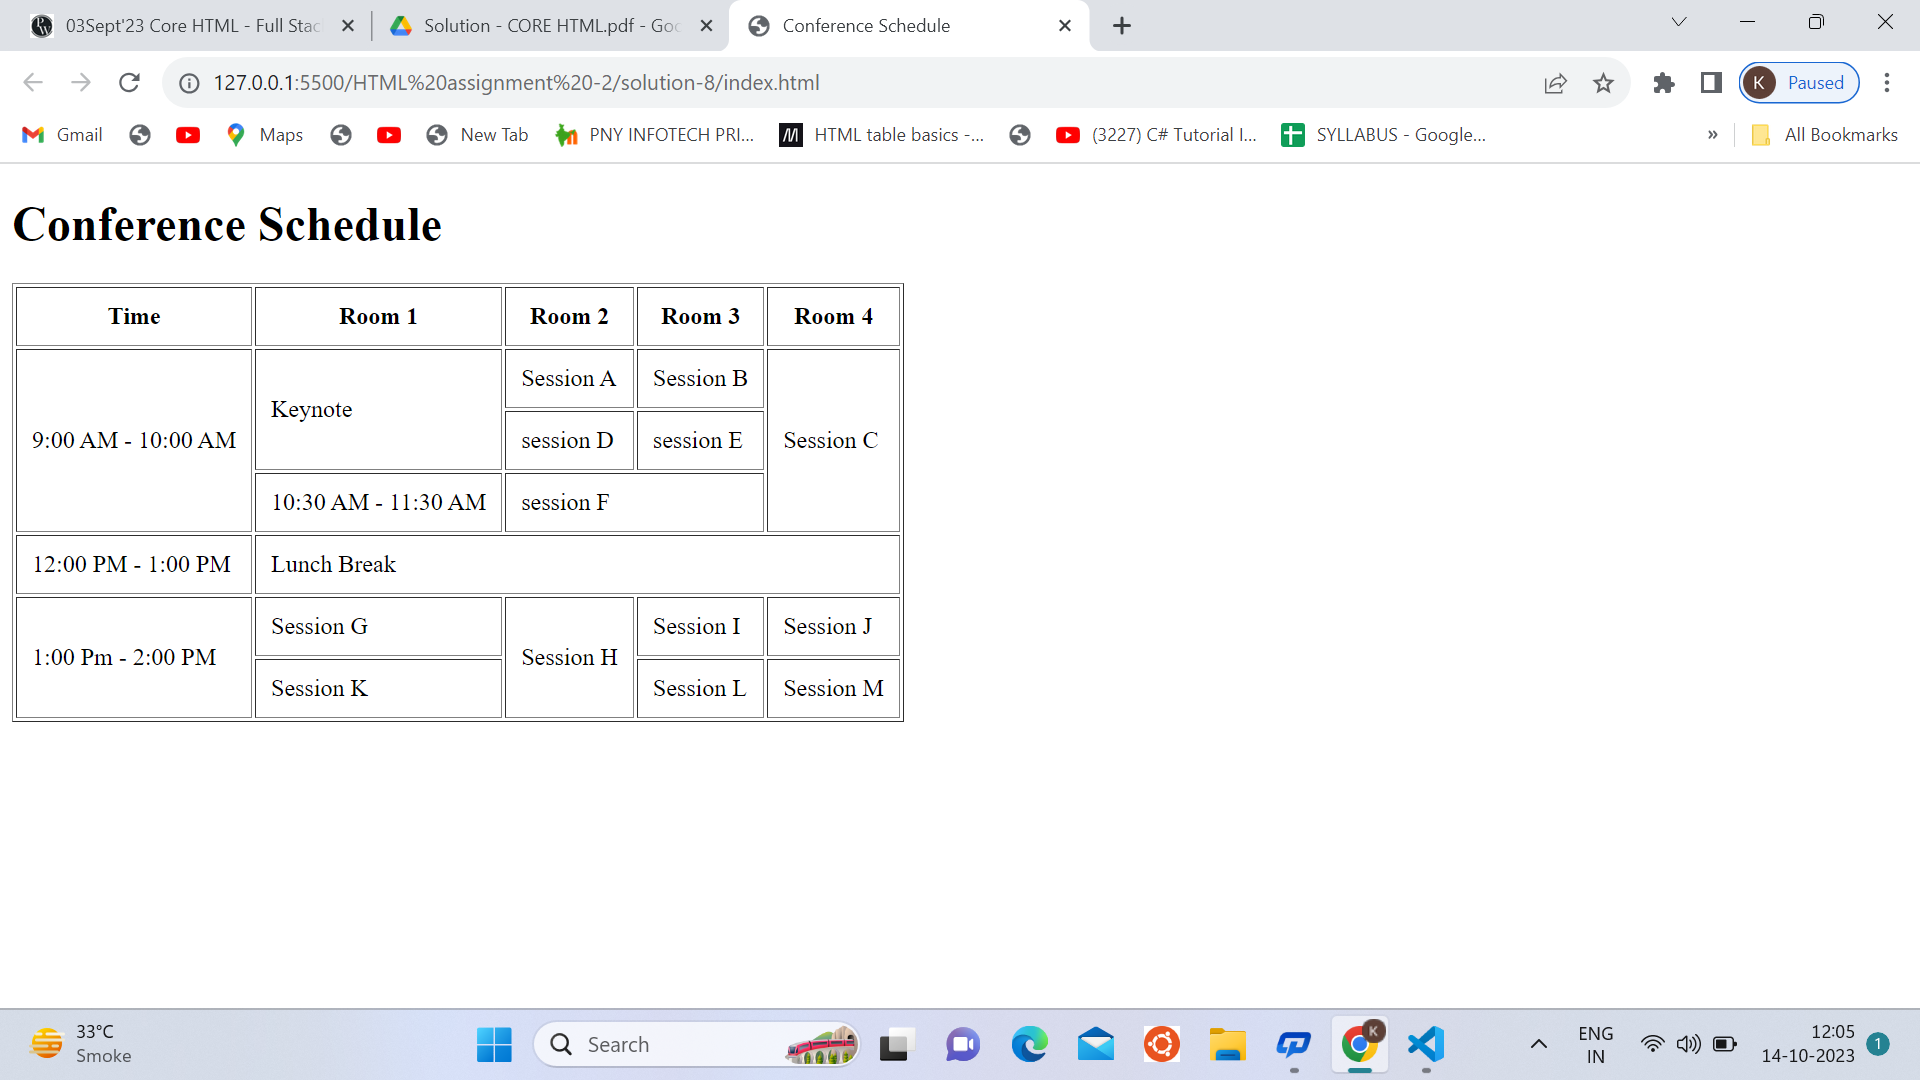 03Sept'23 Core HTML - Full Stac
Solution - CORE HTML.pdf - Goo
Conference Schedule
127.0.0.1:5500/HTML%20assignment%20-2/solution-8/index.html
K Paused
Gmail
Maps
New Tab
PNY INFOTECH PRI...
HTML table basics -...
(3227) C# Tutorial I...
SYLLABUS - Google...
»
All Bookmarks
Conference Schedule
Time Room 1 Room 2 Room 3 Room 4
9:00 AM - 10:00 AM Keynote Session A Session B Session C
session D session E
10:30 AM - 11:30 AM session F
12:00 PM - 1:00 PM Lunch Break
1:00 Pm - 2:00 PM Session G Session H Session I Session J
Session K Session L Session M
33°C
Smoke
Search
K
ENG
IN
12:05
14-10-2023
1